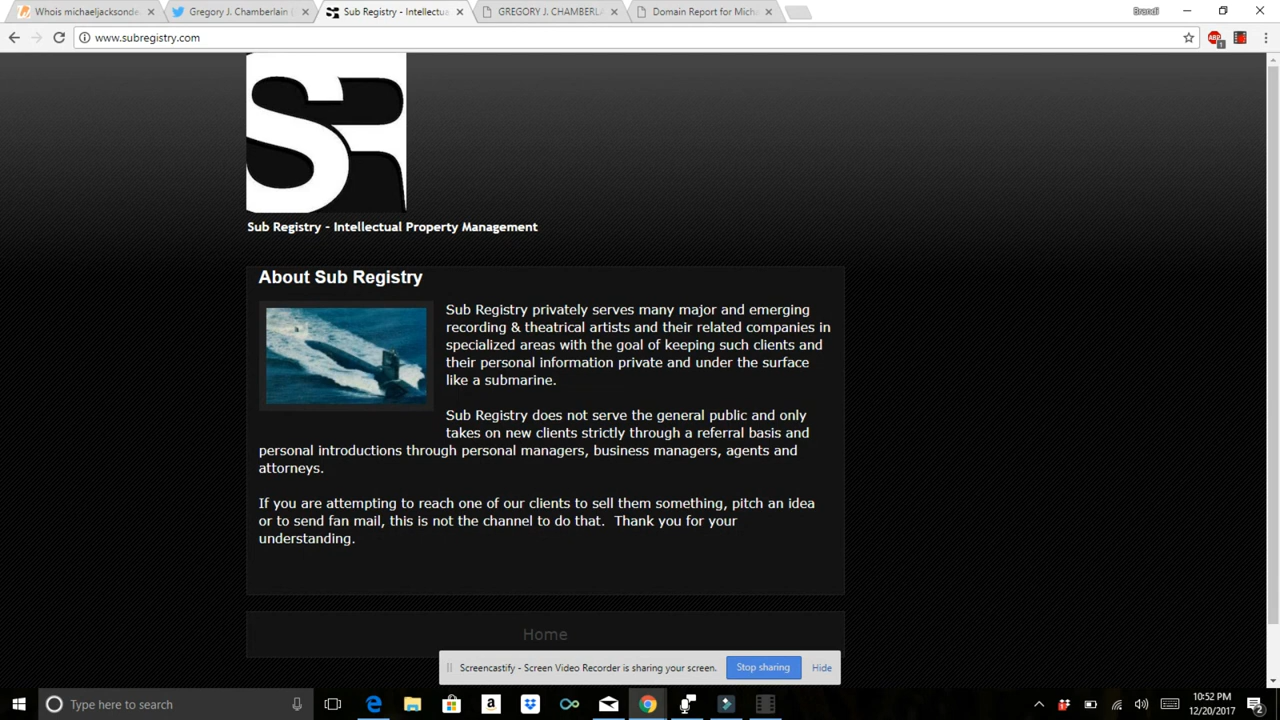 Whois michaeljacksonde
Gregory J. Chamberlain (
Sub Registry - Intellectua
GREGORY J. CHAMBERLA
Domain Report for Micha
Brandi
www.subregistry.com
ABP
1
SR
Sub Registry - Intellectual Property Management
About Sub Registry
Sub Registry privately serves many major and emerging
recording & theatrical artists and their related companies in
specialized areas with the goal of keeping such clients and
their personal information private and under the surface
like a submarine.
Sub Registry does not serve the general public and only
takes on new clients strictly through a referral basis and
personal introductions through personal managers, business managers, agents and
attorneys.
If you are attempting to reach one of our clients to sell them something, pitch an idea
or to send fan mail, this is not the channel to do that.  Thank you for your
understanding.
Home
Screencastify - Screen Video Recorder is sharing your screen.
Stop sharing
Hide
Type here to search
10:52 PM
12/20/2017
2